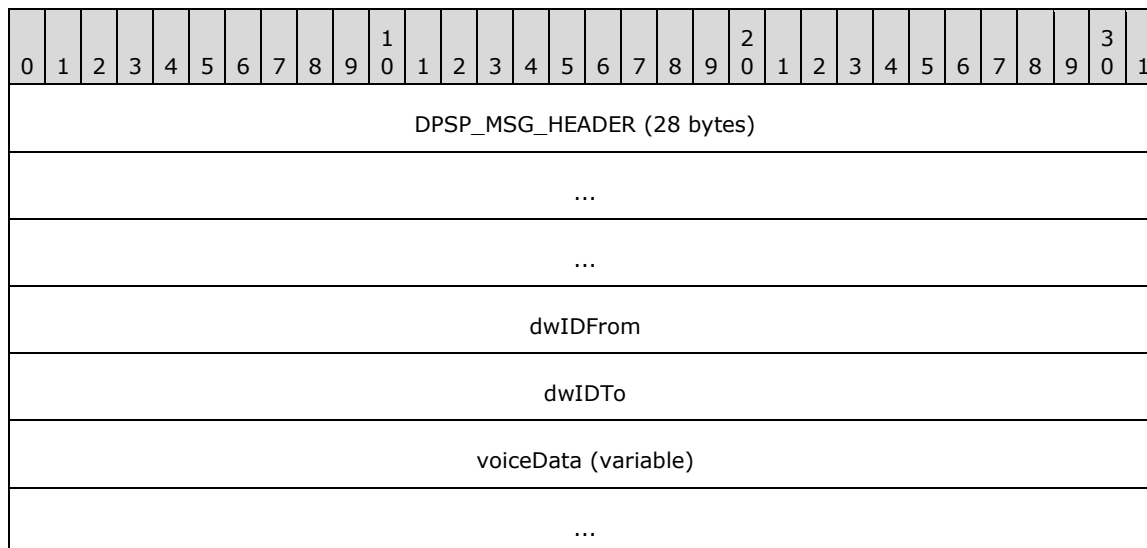 0 1 2 3 4 5 6 7 8 9 1 0 1 2 3 4 5 6 7 8 9 2 0 1 2 3 4 5 6 7 8 9 3 0 1
DPSP_MSG_HEADER (28 bytes)
...
...
dwIDFrom
dwIDTo
voiceData (variable)
...